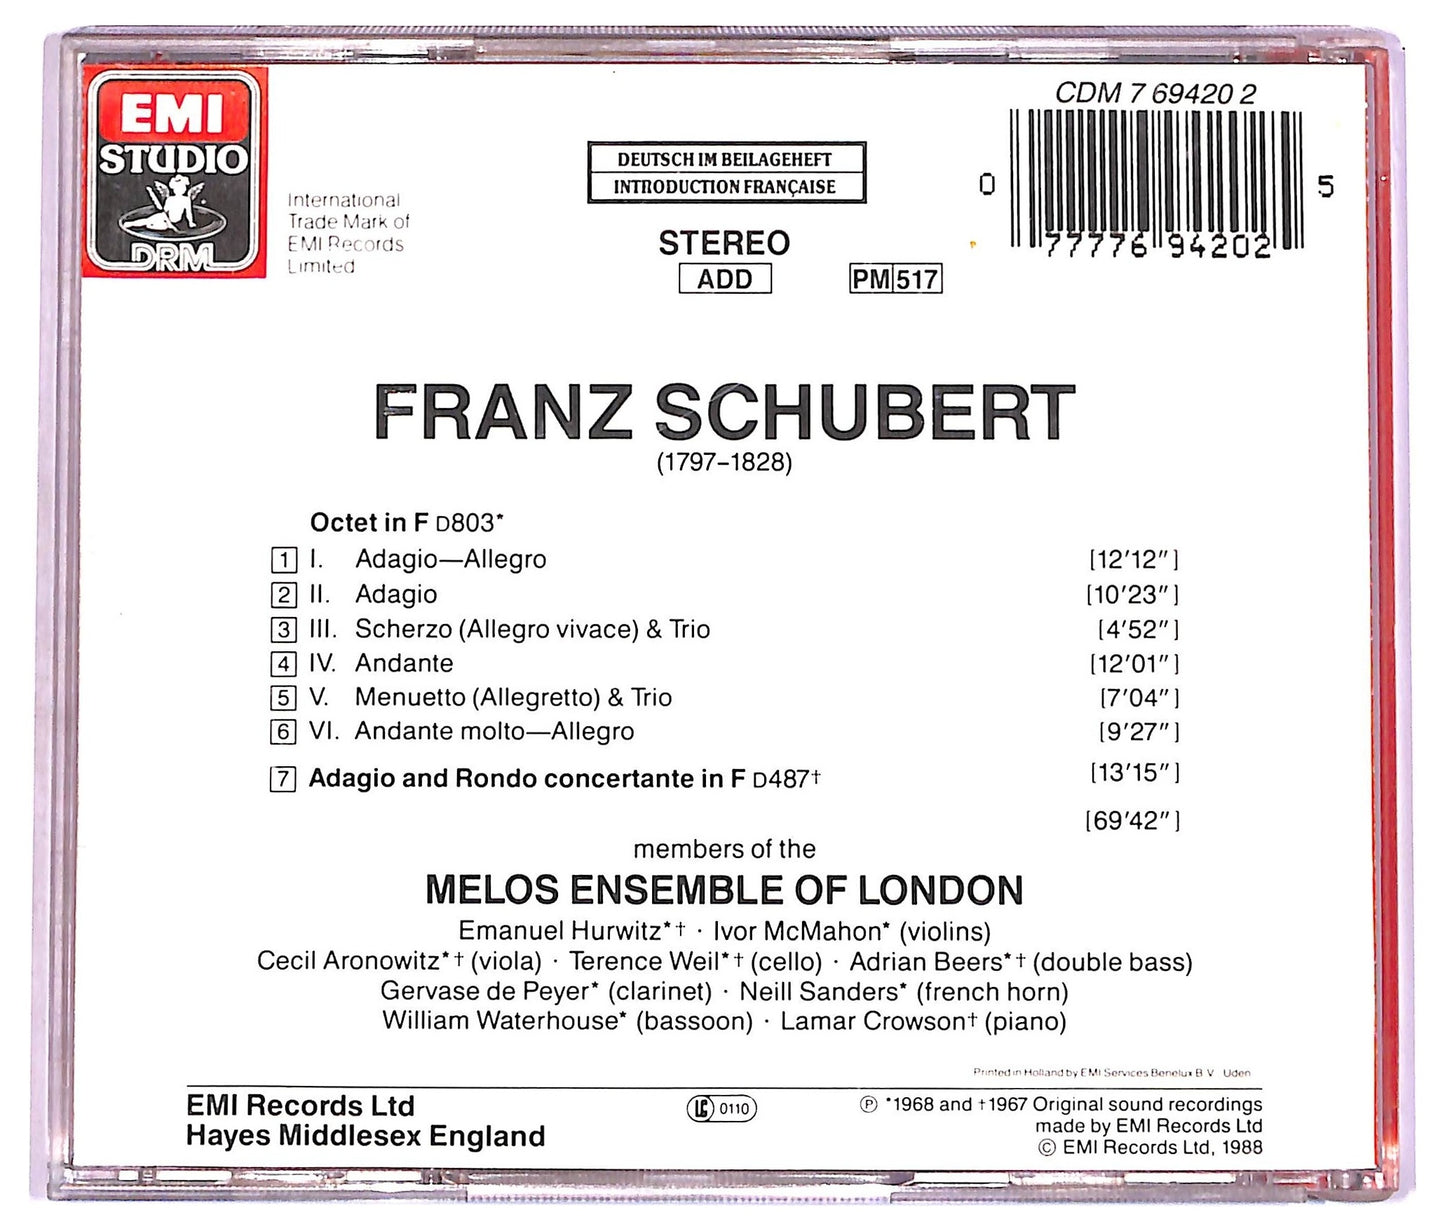 EMI
STUDIO
DRM
International
Trade Mark of
EMI Records
Limited
DEUTSCH IM BEILAGEHEFT
INTRODUCTION FRANÇAISE
STEREO
ADD
PM 517
CDM 7 69420 2
0 77776 94202 5
FRANZ SCHUBERT
(1797–1828)
Octet in F D803*
1 I. Adagio—Allegro [12'12"]
2 II. Adagio [10'23"]
3 III. Scherzo (Allegro vivace) & Trio [4'52"]
4 IV. Andante [12'01"]
5 V. Menuetto (Allegretto) & Trio [7'04"]
6 VI. Andante molto—Allegro [9'27"]
7 Adagio and Rondo concertante in F D487† [13'15"]
[69'42"]
members of the
MELOS ENSEMBLE OF LONDON
Emanuel Hurwitz*† · Ivor McMahon* (violins)
Cecil Aronowitz*† (viola) · Terence Weil*† (cello) · Adrian Beers*† (double bass)
Gervase de Peyer* (clarinet) · Neill Sanders* (french horn)
William Waterhouse* (bassoon) · Lamar Crowson† (piano)
Printed in Holland by EMI Services Benelux B.V. Uden
EMI Records Ltd
Hayes Middlesex England
LC 0110
℗ *1968 and †1967 Original sound recordings
made by EMI Records Ltd
© EMI Records Ltd, 1988